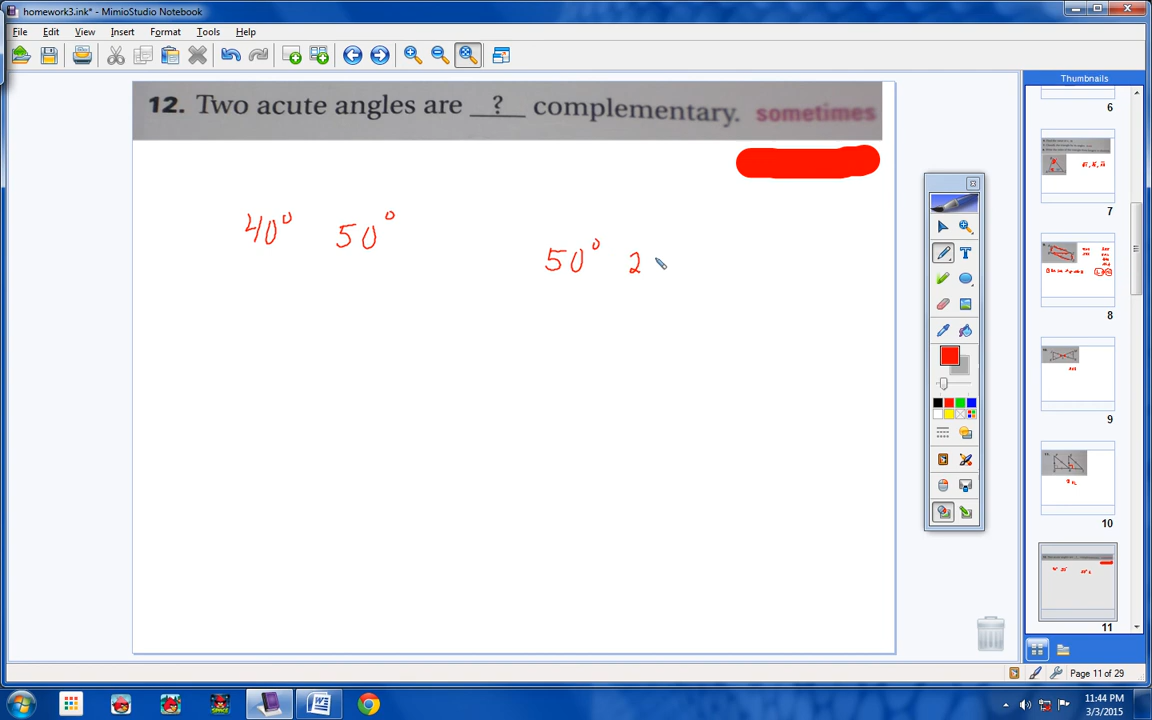 homework3.ink* - MimioStudio Notebook
File Edit View Insert Format Tools Help
12. Two acute angles are __?__ complementary. sometimes
40° 50°
50° 2
Thumbnails
6
7
8
9
10
11
Page 11 of 29
11:44 PM
3/3/2015